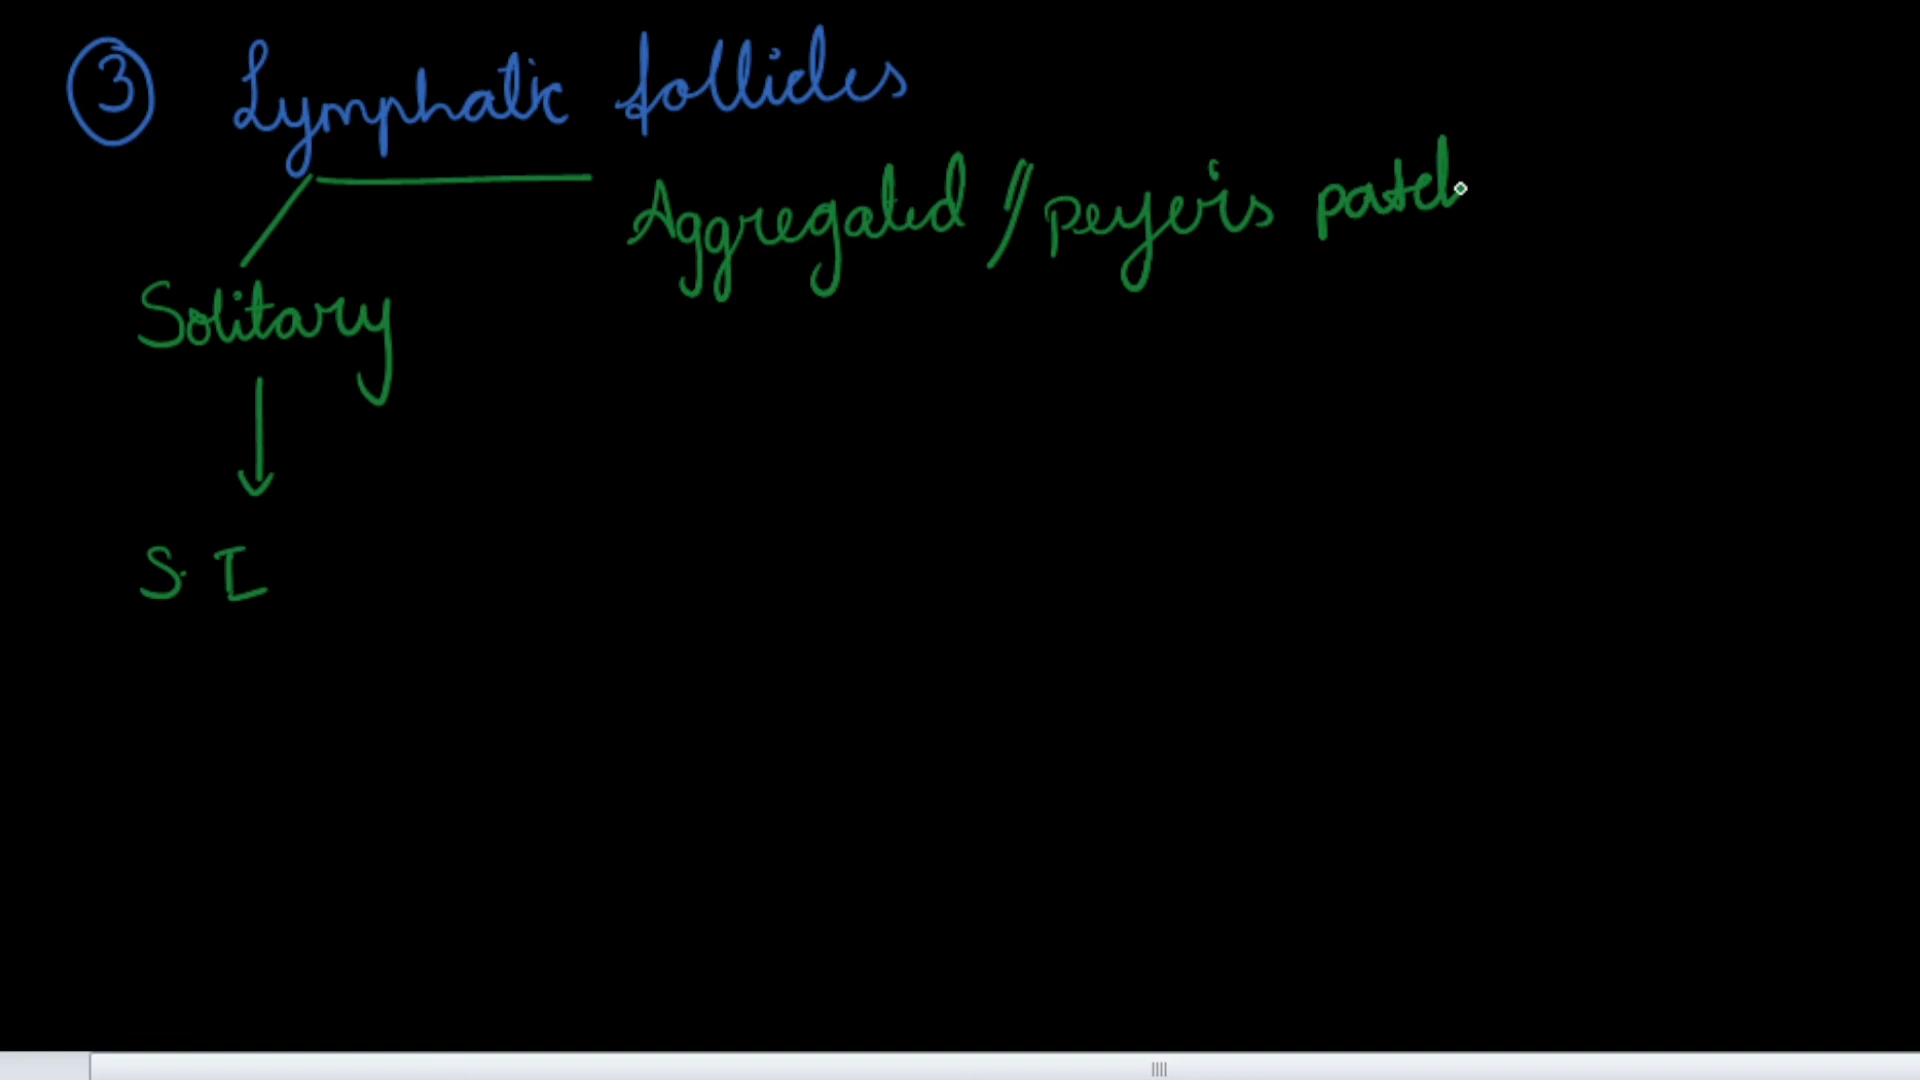 3 Lymphatic follicles
Aggregated / peyer's patch
Solitary
S. I